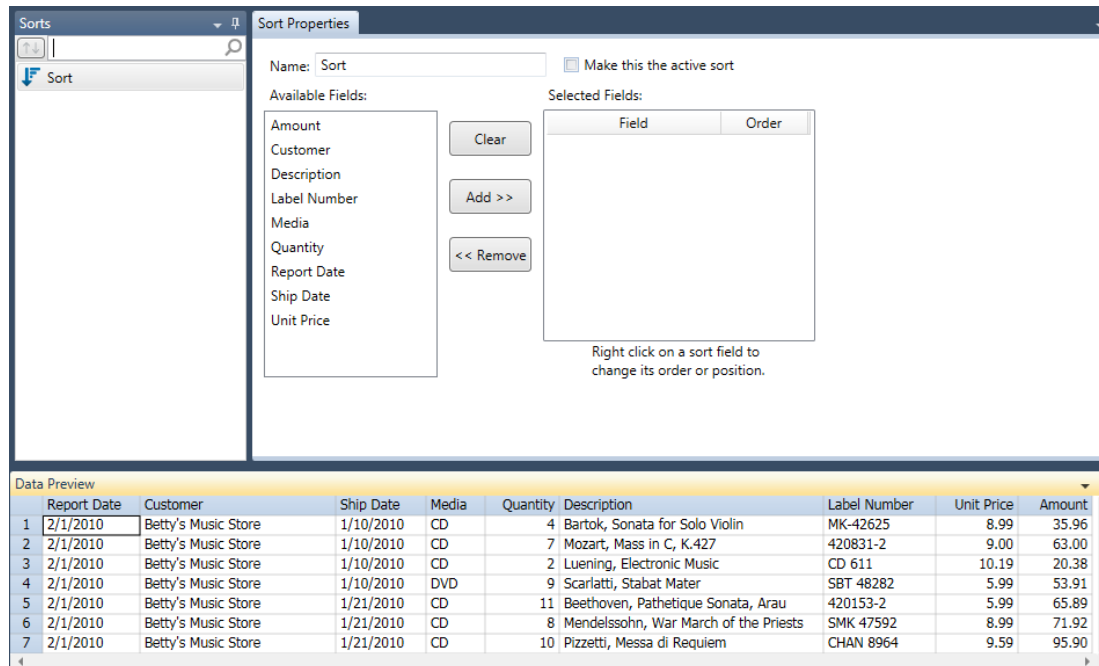 Sorts
Sort
Sort Properties
Name: Sort
Make this the active sort
Available Fields:
Selected Fields:
Amount
Customer
Description
Label Number
Media
Quantity
Report Date
Ship Date
Unit Price
Clear
Add >>
<< Remove
Field Order
Right click on a sort field to
change its order or position.
Data Preview
Report Date Customer Ship Date Media Quantity Description Label Number Unit Price Amount
1 2/1/2010 Betty's Music Store 1/10/2010 CD 4 Bartok, Sonata for Solo Violin MK-42625 8.99 35.96
2 2/1/2010 Betty's Music Store 1/10/2010 CD 7 Mozart, Mass in C, K.427 420831-2 9.00 63.00
3 2/1/2010 Betty's Music Store 1/10/2010 CD 2 Luening, Electronic Music CD 611 10.19 20.38
4 2/1/2010 Betty's Music Store 1/10/2010 DVD 9 Scarlatti, Stabat Mater SBT 48282 5.99 53.91
5 2/1/2010 Betty's Music Store 1/21/2010 CD 11 Beethoven, Pathetique Sonata, Arau 420153-2 5.99 65.89
6 2/1/2010 Betty's Music Store 1/21/2010 CD 8 Mendelssohn, War March of the Priests SMK 47592 8.99 71.92
7 2/1/2010 Betty's Music Store 1/21/2010 CD 10 Pizzetti, Messa di Requiem CHAN 8964 9.59 95.90